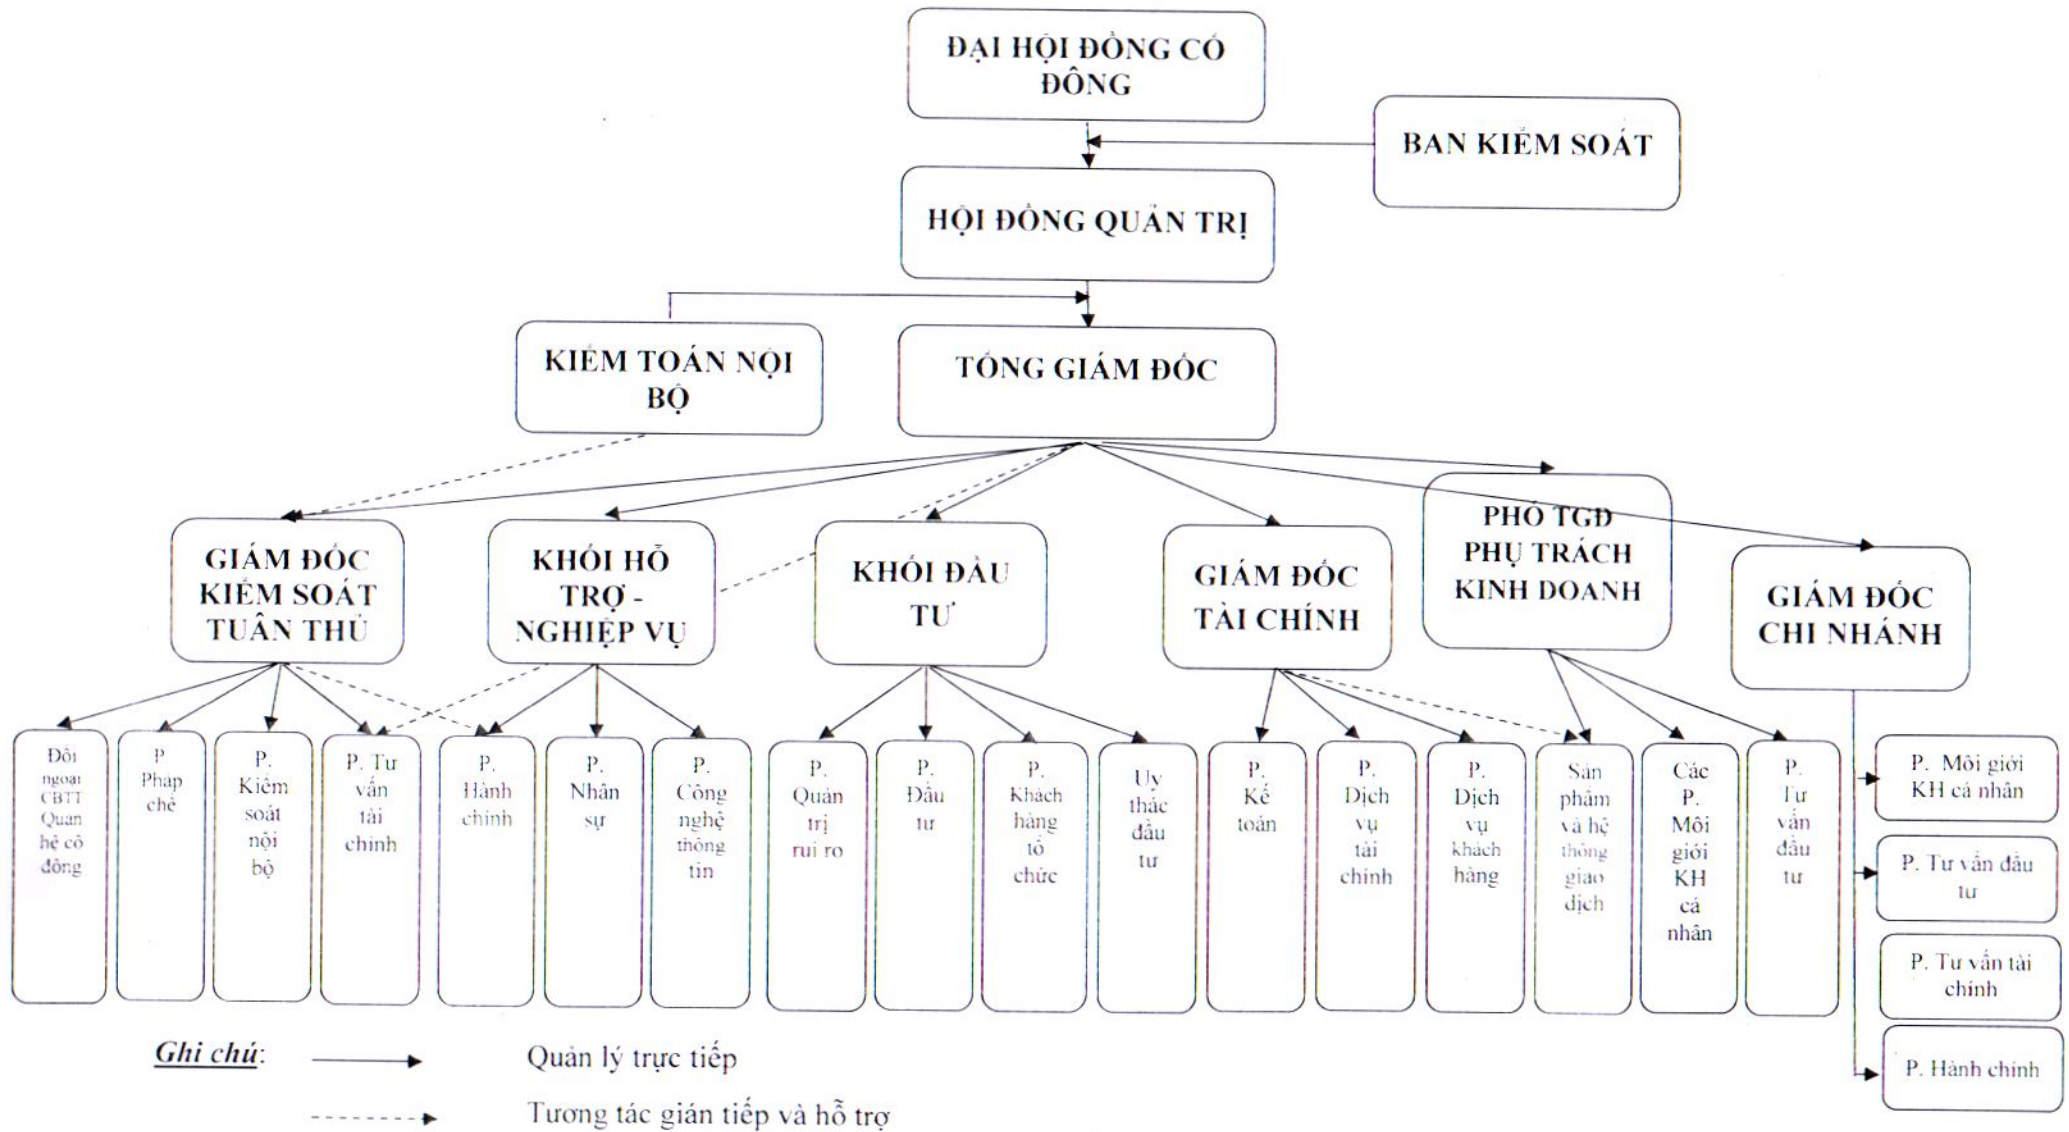 ĐẠI HỘI ĐỒNG CỔ
ĐÔNG
BAN KIỂM SOÁT
HỘI ĐỒNG QUẢN TRỊ
KIỂM TOÁN NỘI
BỘ
TỔNG GIÁM ĐỐC
GIÁM ĐỐC
KIỂM SOÁT
TUÂN THỦ
KHỐI HỖ
TRỢ -
NGHIỆP VỤ
KHỐI ĐẦU
TƯ
GIÁM ĐỐC
TÀI CHÍNH
PHÓ TGĐ
PHỤ TRÁCH
KINH DOANH
GIÁM ĐỐC
CHI NHÁNH
Đối
ngoại
CBTT
Quan
hệ cổ
đông
P
Pháp
chế
P.
Kiểm
soát
nội
bộ
P. Tư
vấn
tài
chính
P.
Hành
chính
P.
Nhân
sự
P.
Công
nghệ
thông
tin
P.
Quản
trị
rủi ro
P.
Đầu
tư
P.
Khách
hàng
tổ
chức
Ủy
thác
đầu
tư
P.
Kế
toán
P.
Dịch
vụ
tài
chính
P.
Dịch
vụ
khách
hàng
Sản
phẩm
và hệ
thống
giao
dịch
Các
P.
Môi
giới
KH
cá
nhân
P.
Tư
vấn
đầu
tư
P. Môi giới
KH cá nhân
P. Tư vấn đầu
tư
P. Tư vấn tài
chính
P. Hành chính
Ghi chú:
Quản lý trực tiếp
Tương tác gián tiếp và hỗ trợ